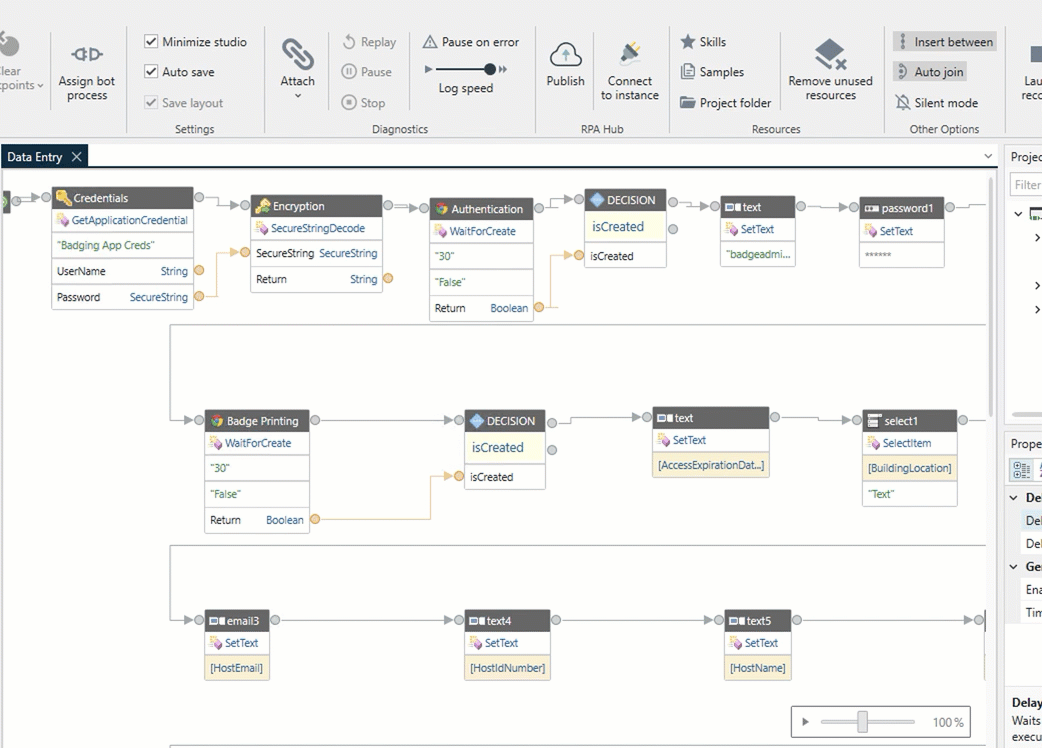 lear
points
Assign bot
process
Minimize studio
Auto save
Save layout
Settings
Attach
Replay
Pause
Stop
Pause on error
Log speed
Diagnostics
Publish
Connect
to instance
RPA Hub
Skills
Samples
Project folder
Remove unused
resources
Resources
Insert between
Auto join
Silent mode
Other Options
Lau
reco
Data Entry
Credentials
GetApplicationCredential
"Badging App Creds"
UserName String
Password SecureString
Encryption
SecureStringDecode
SecureString SecureString
Return String
Authentication
WaitForCreate
"30"
"False"
Return Boolean
DECISION
isCreated
isCreated
text
SetText
"badgeadmi...
password1
SetText
******
Badge Printing
WaitForCreate
"30"
"False"
Return Boolean
DECISION
isCreated
isCreated
text
SetText
[AccessExpirationDat...]
select1
SelectItem
[BuildingLocation]
"Text"
email3
SetText
[HostEmail]
text4
SetText
[HostIdNumber]
text5
SetText
[HostName]
100 %
Projec
Filter
Prope
De
Del
Del
Ge
Ena
Tim
Delay
Waits
execu